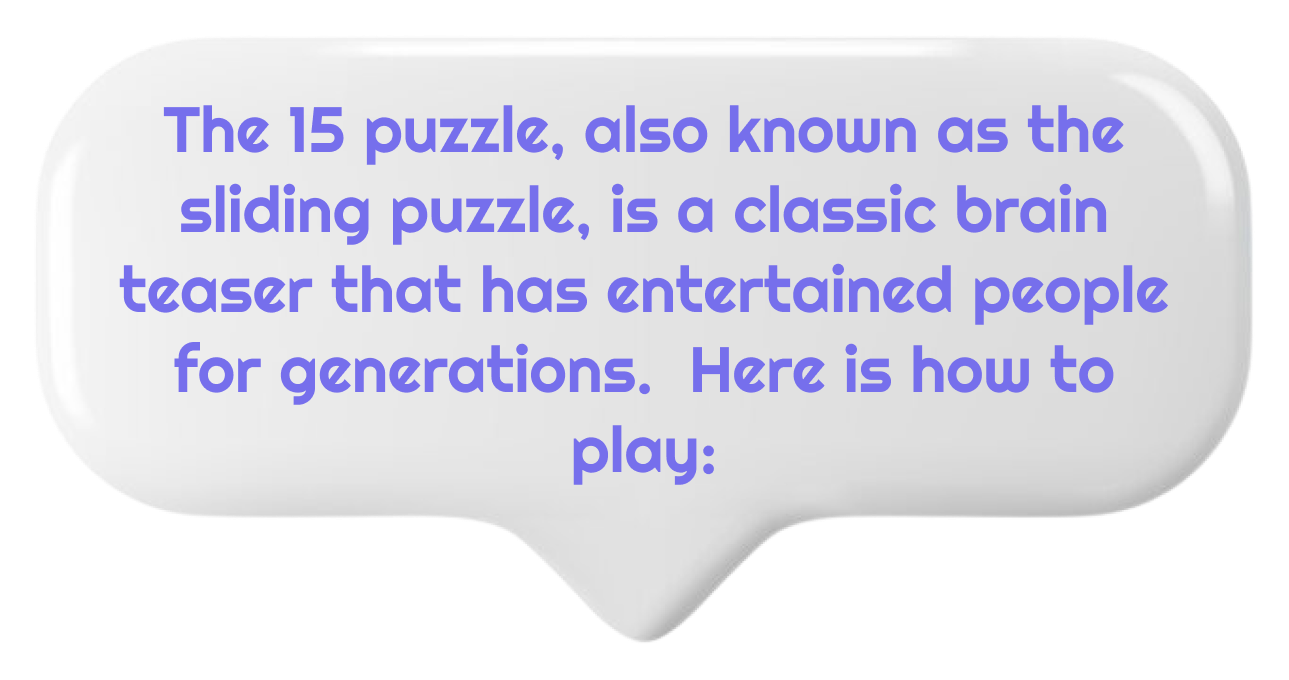 The 15 puzzle, also known as the
sliding puzzle, is a classic brain
teaser that has entertained people
for generations.  Here is how to
play: